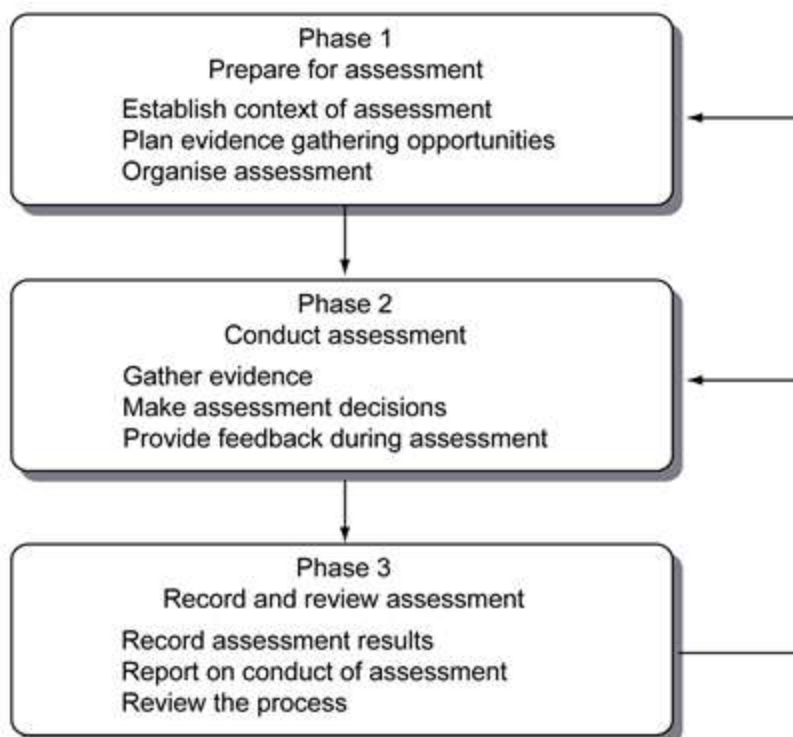 Phase 1
Prepare for assessment
Establish context of assessment
Plan evidence gathering opportunities
Organise assessment
Phase 2
Conduct assessment
Gather evidence
Make assessment decisions
Provide feedback during assessment
Phase 3
Record and review assessment
Record assessment results
Report on conduct of assessment
Review the process